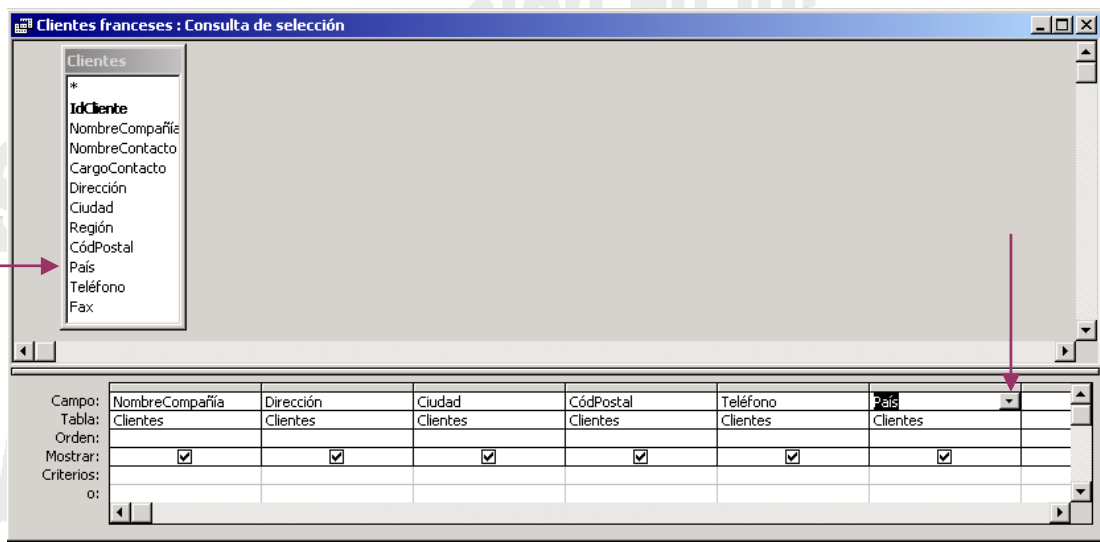 Clientes franceses : Consulta de selección
Clientes
*
IdCliente
NombreCompañía
NombreContacto
CargoContacto
Dirección
Ciudad
Región
CódPostal
País
Teléfono
Fax
Campo: NombreCompañía Dirección Ciudad CódPostal Teléfono País
Tabla: Clientes Clientes Clientes Clientes Clientes Clientes
Orden:
Mostrar:
Criterios:
o: